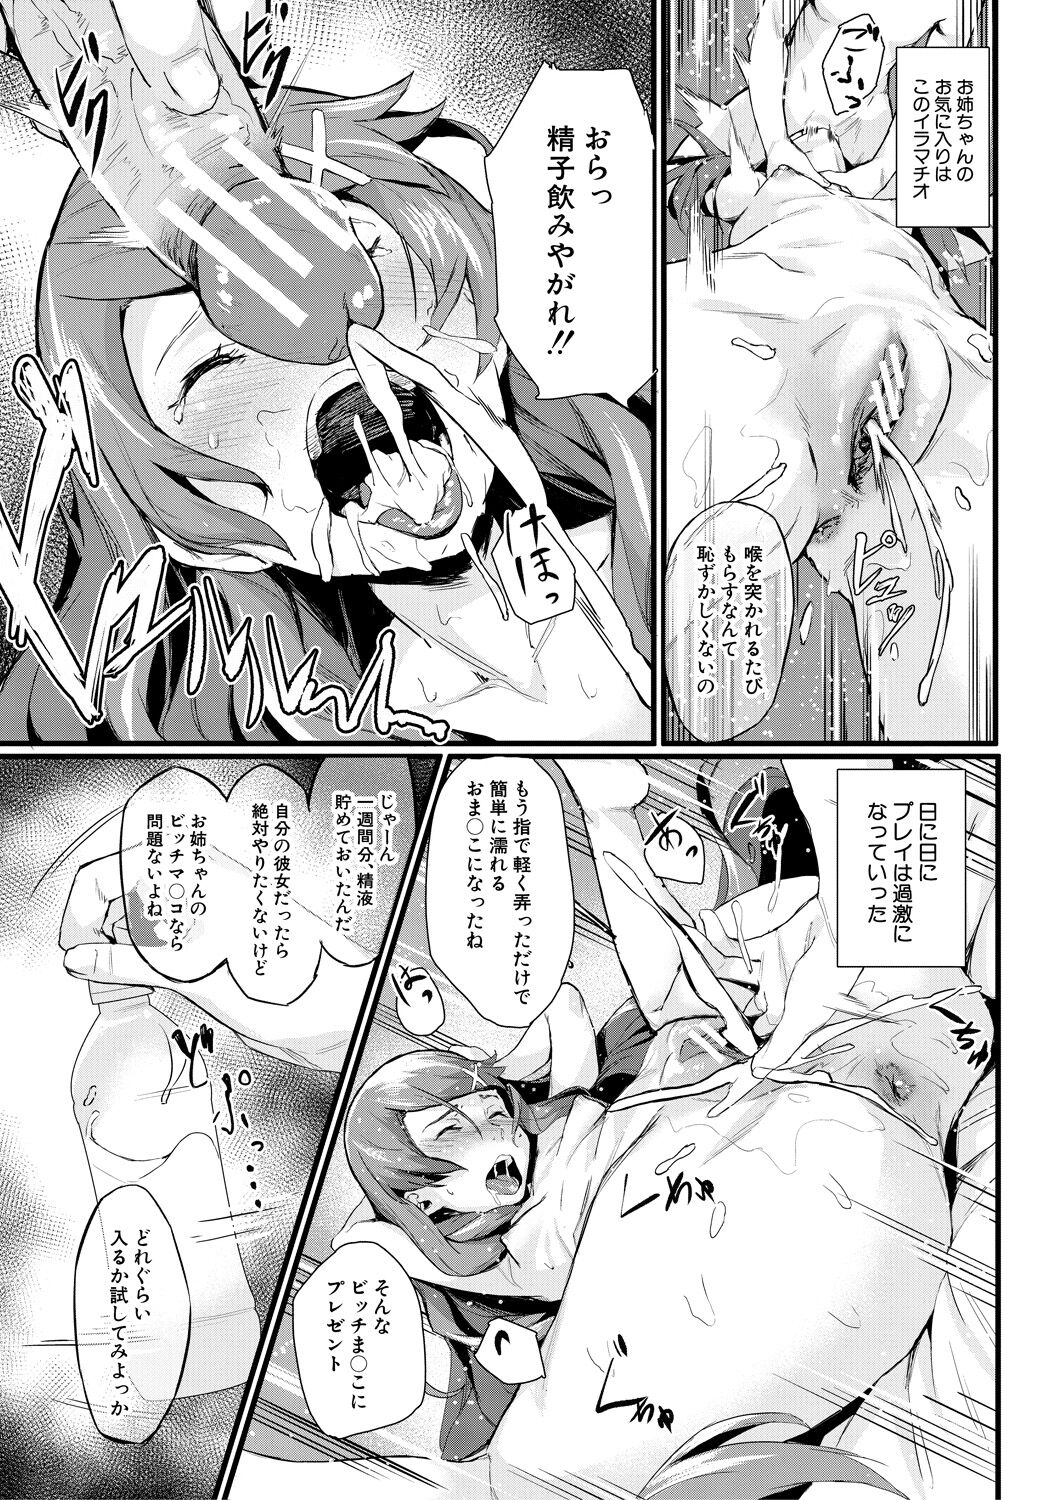 お姉ちゃんの
お気に入りは
このイラマチオ
ごふっ
喉を突かれるたび
もらすなんて
恥ずかしくないの
ピュッ
おらっ
精子飲みやがれ!!
けほっ
日に日に
プレイは過激に
なっていった
もう指で軽く弄っただけで
簡単に濡れる
おま〇こになったね
そんな
ビッチま〇こに
プレゼント
くちゅ
じゃーん
一週間分、精液
貯めておいたんだ
自分の彼女だったら
絶対やりたくないけど
お姉ちゃんの
ビッチマ〇コなら
問題ないよね
どぷっ…
どれぐらい
入るか試してみよっか